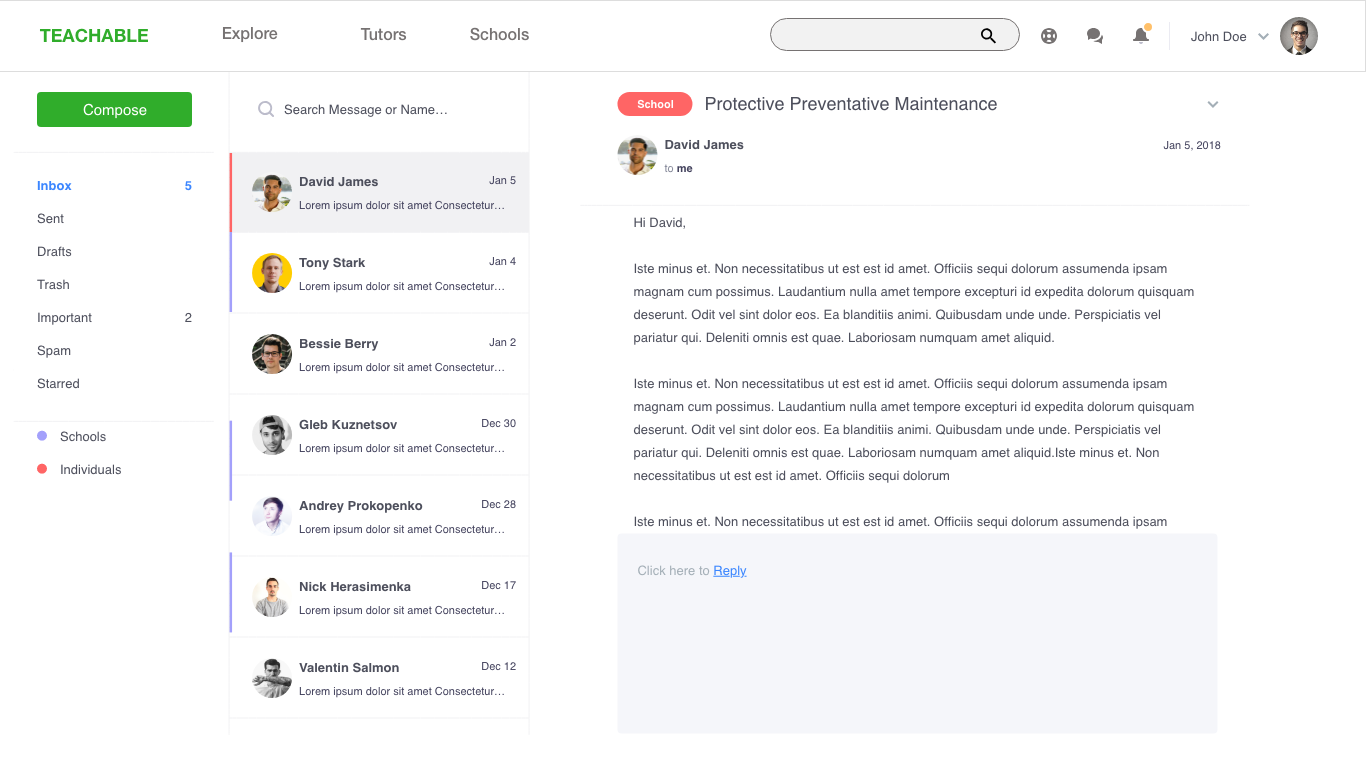 TEACHABLE
Explore
Tutors
Schools
John Doe
Compose
Inbox 5
Sent
Drafts
Trash
Important 2
Spam
Starred
Schools
Individuals
Search Message or Name…
David James Jan 5
Lorem ipsum dolor sit amet Consectetur…
Tony Stark Jan 4
Lorem ipsum dolor sit amet Consectetur…
Bessie Berry Jan 2
Lorem ipsum dolor sit amet Consectetur…
Gleb Kuznetsov Dec 30
Lorem ipsum dolor sit amet Consectetur…
Andrey Prokopenko Dec 28
Lorem ipsum dolor sit amet Consectetur…
Nick Herasimenka Dec 17
Lorem ipsum dolor sit amet Consectetur…
Valentin Salmon Dec 12
Lorem ipsum dolor sit amet Consectetur…
School Protective Preventative Maintenance
David James Jan 5, 2018
to me
Hi David,
Iste minus et. Non necessitatibus ut est est id amet. Officiis sequi dolorum assumenda ipsam
magnam cum possimus. Laudantium nulla amet tempore excepturi id expedita dolorum quisquam
deserunt. Odit vel sint dolor eos. Ea blanditiis animi. Quibusdam unde unde. Perspiciatis vel
pariatur qui. Deleniti omnis est quae. Laboriosam numquam amet aliquid.
Iste minus et. Non necessitatibus ut est est id amet. Officiis sequi dolorum assumenda ipsam
magnam cum possimus. Laudantium nulla amet tempore excepturi id expedita dolorum quisquam
deserunt. Odit vel sint dolor eos. Ea blanditiis animi. Quibusdam unde unde. Perspiciatis vel
pariatur qui. Deleniti omnis est quae. Laboriosam numquam amet aliquid.Iste minus et. Non
necessitatibus ut est est id amet. Officiis sequi dolorum
Iste minus et. Non necessitatibus ut est est id amet. Officiis sequi dolorum assumenda ipsam
Click here to Reply